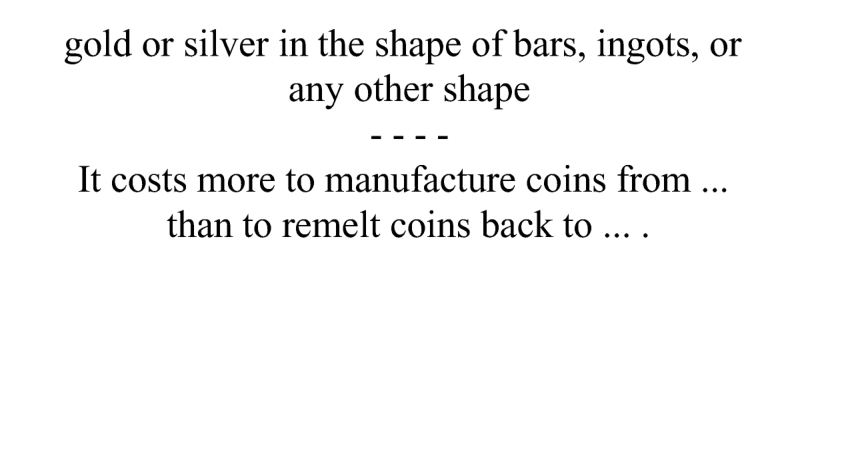 gold or silver in the shape of bars, ingots, or
any other shape
- - - -
It costs more to manufacture coins from ...
than to remelt coins back to ... .